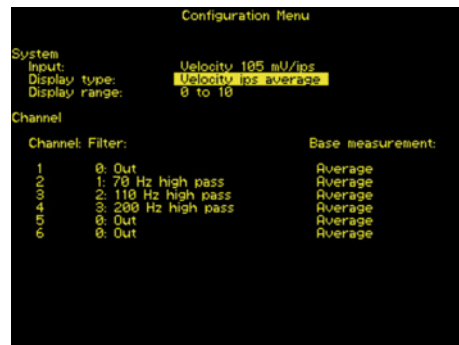 Configuration Menu
System
Input: Velocity 105 mV/ips
Display type: Velocity ips average
Display range: 0 to 10
Channel
Channel: Filter: Base measurement:
1 0: Out Average
2 1: 70 Hz high pass Average
3 2: 110 Hz high pass Average
4 3: 200 Hz high pass Average
5 0: Out Average
6 0: Out Average